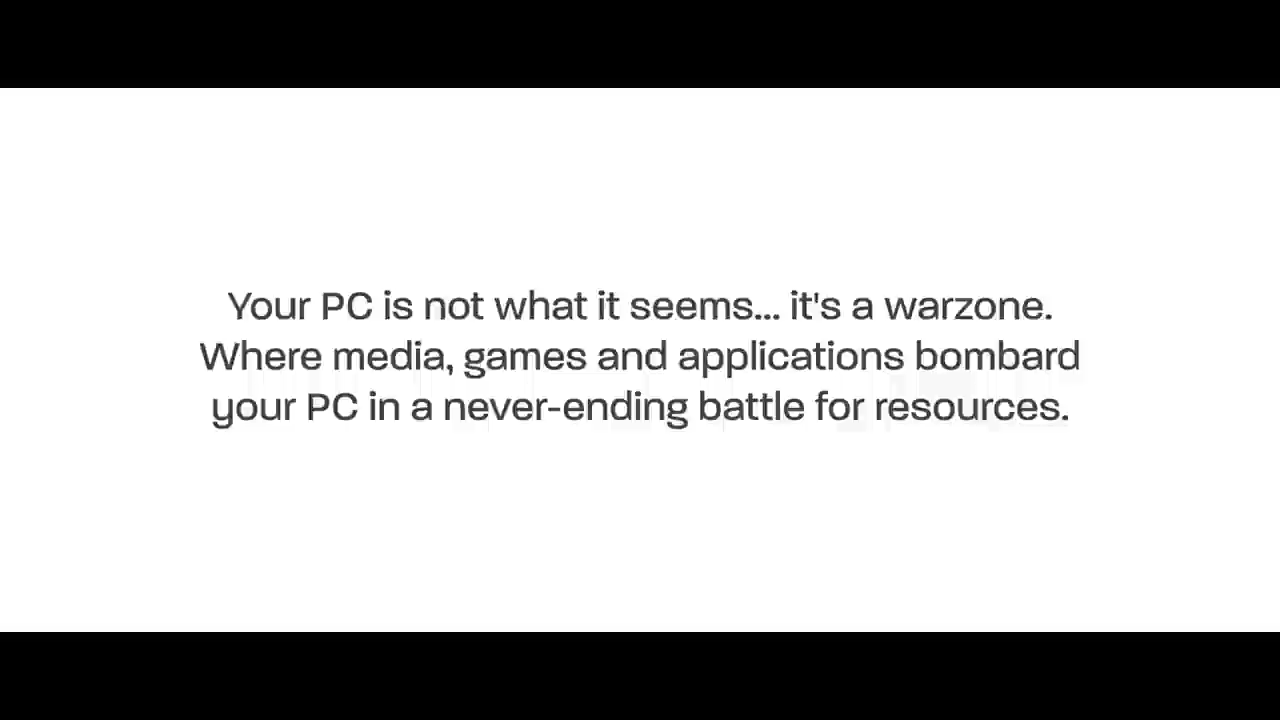 Your PC is not what it seems... it's a warzone.
Where media, games and applications bombard
your PC in a never-ending battle for resources.